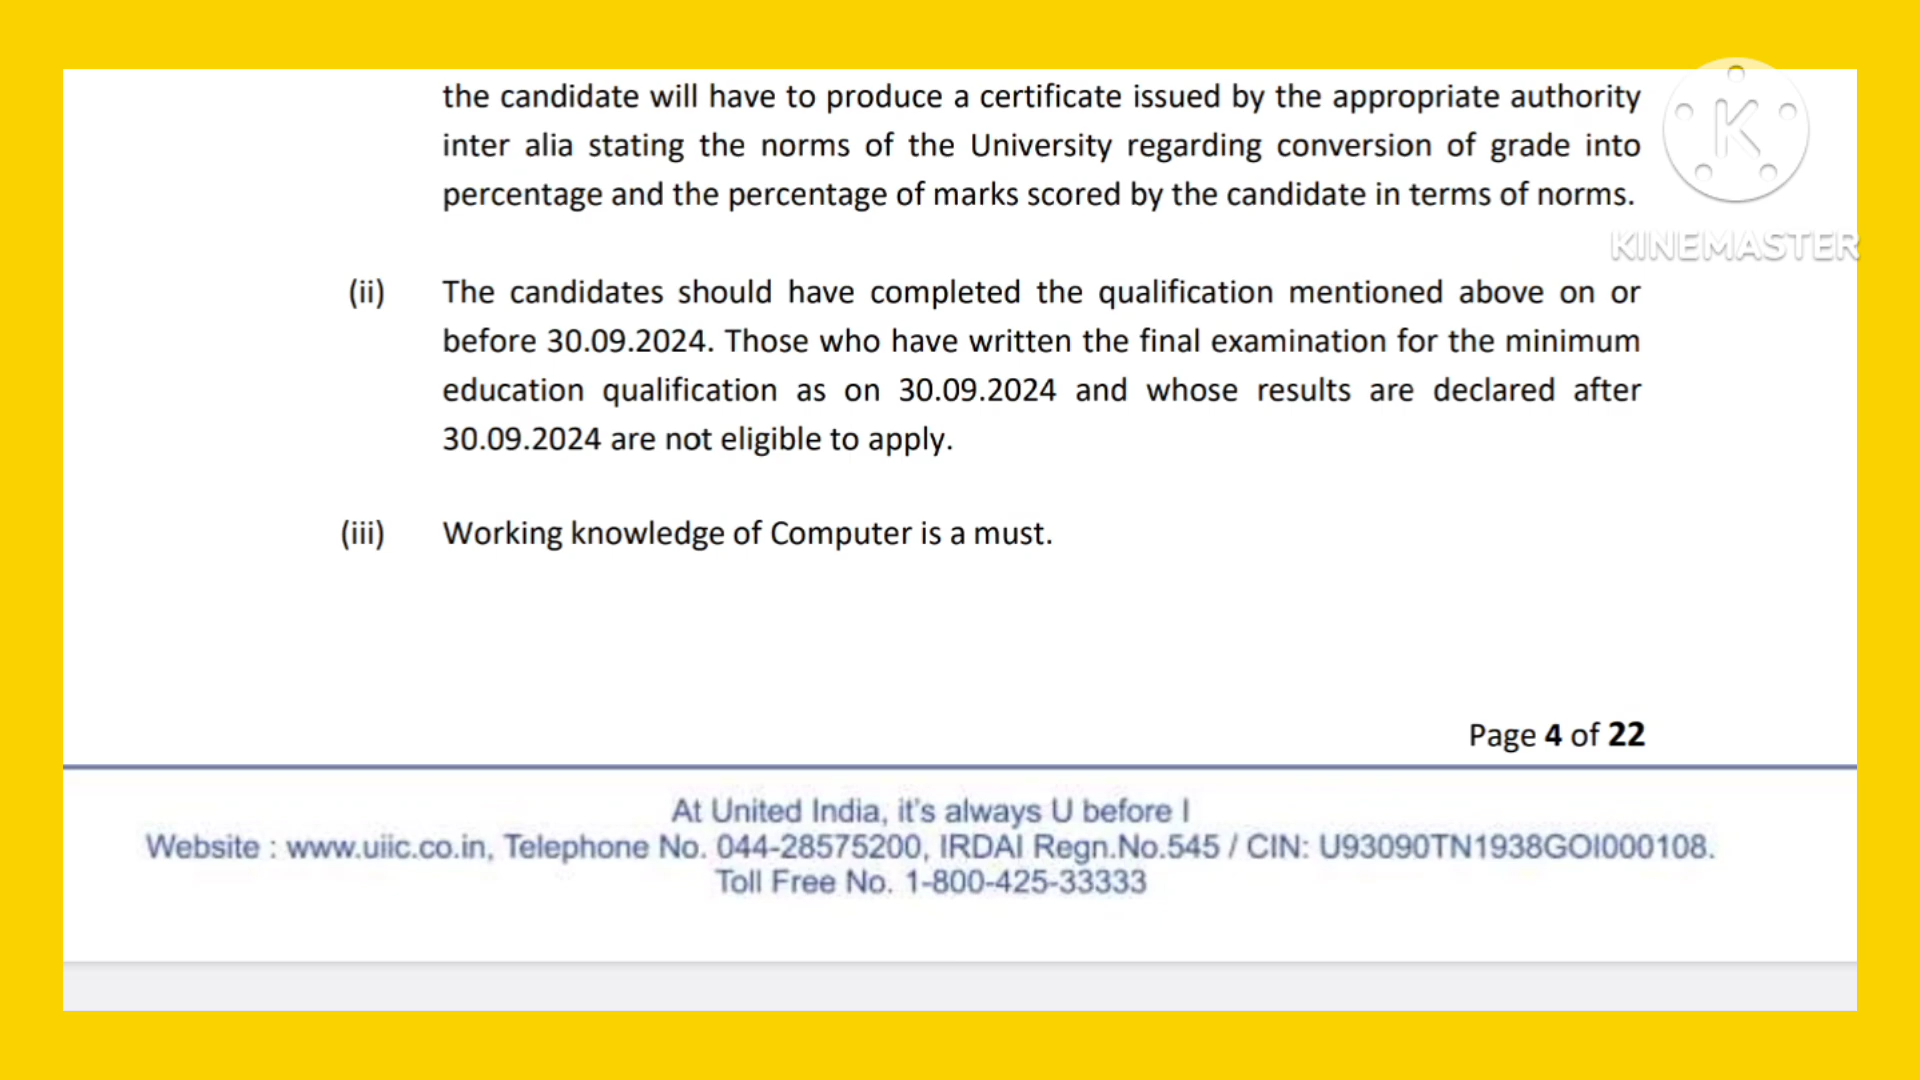 the candidate will have to produce a certificate issued by the appropriate authority
inter alia stating the norms of the University regarding conversion of grade into
percentage and the percentage of marks scored by the candidate in terms of norms.
K
KINEMASTER
(ii) The candidates should have completed the qualification mentioned above on or
before 30.09.2024. Those who have written the final examination for the minimum
education qualification as on 30.09.2024 and whose results are declared after
30.09.2024 are not eligible to apply.
(iii) Working knowledge of Computer is a must.
Page 4 of 22
At United India, it's always U before I
Website : www.uiic.co.in, Telephone No. 044-28575200, IRDAI Regn.No.545 / CIN: U93090TN1938GOI000108.
Toll Free No. 1-800-425-33333